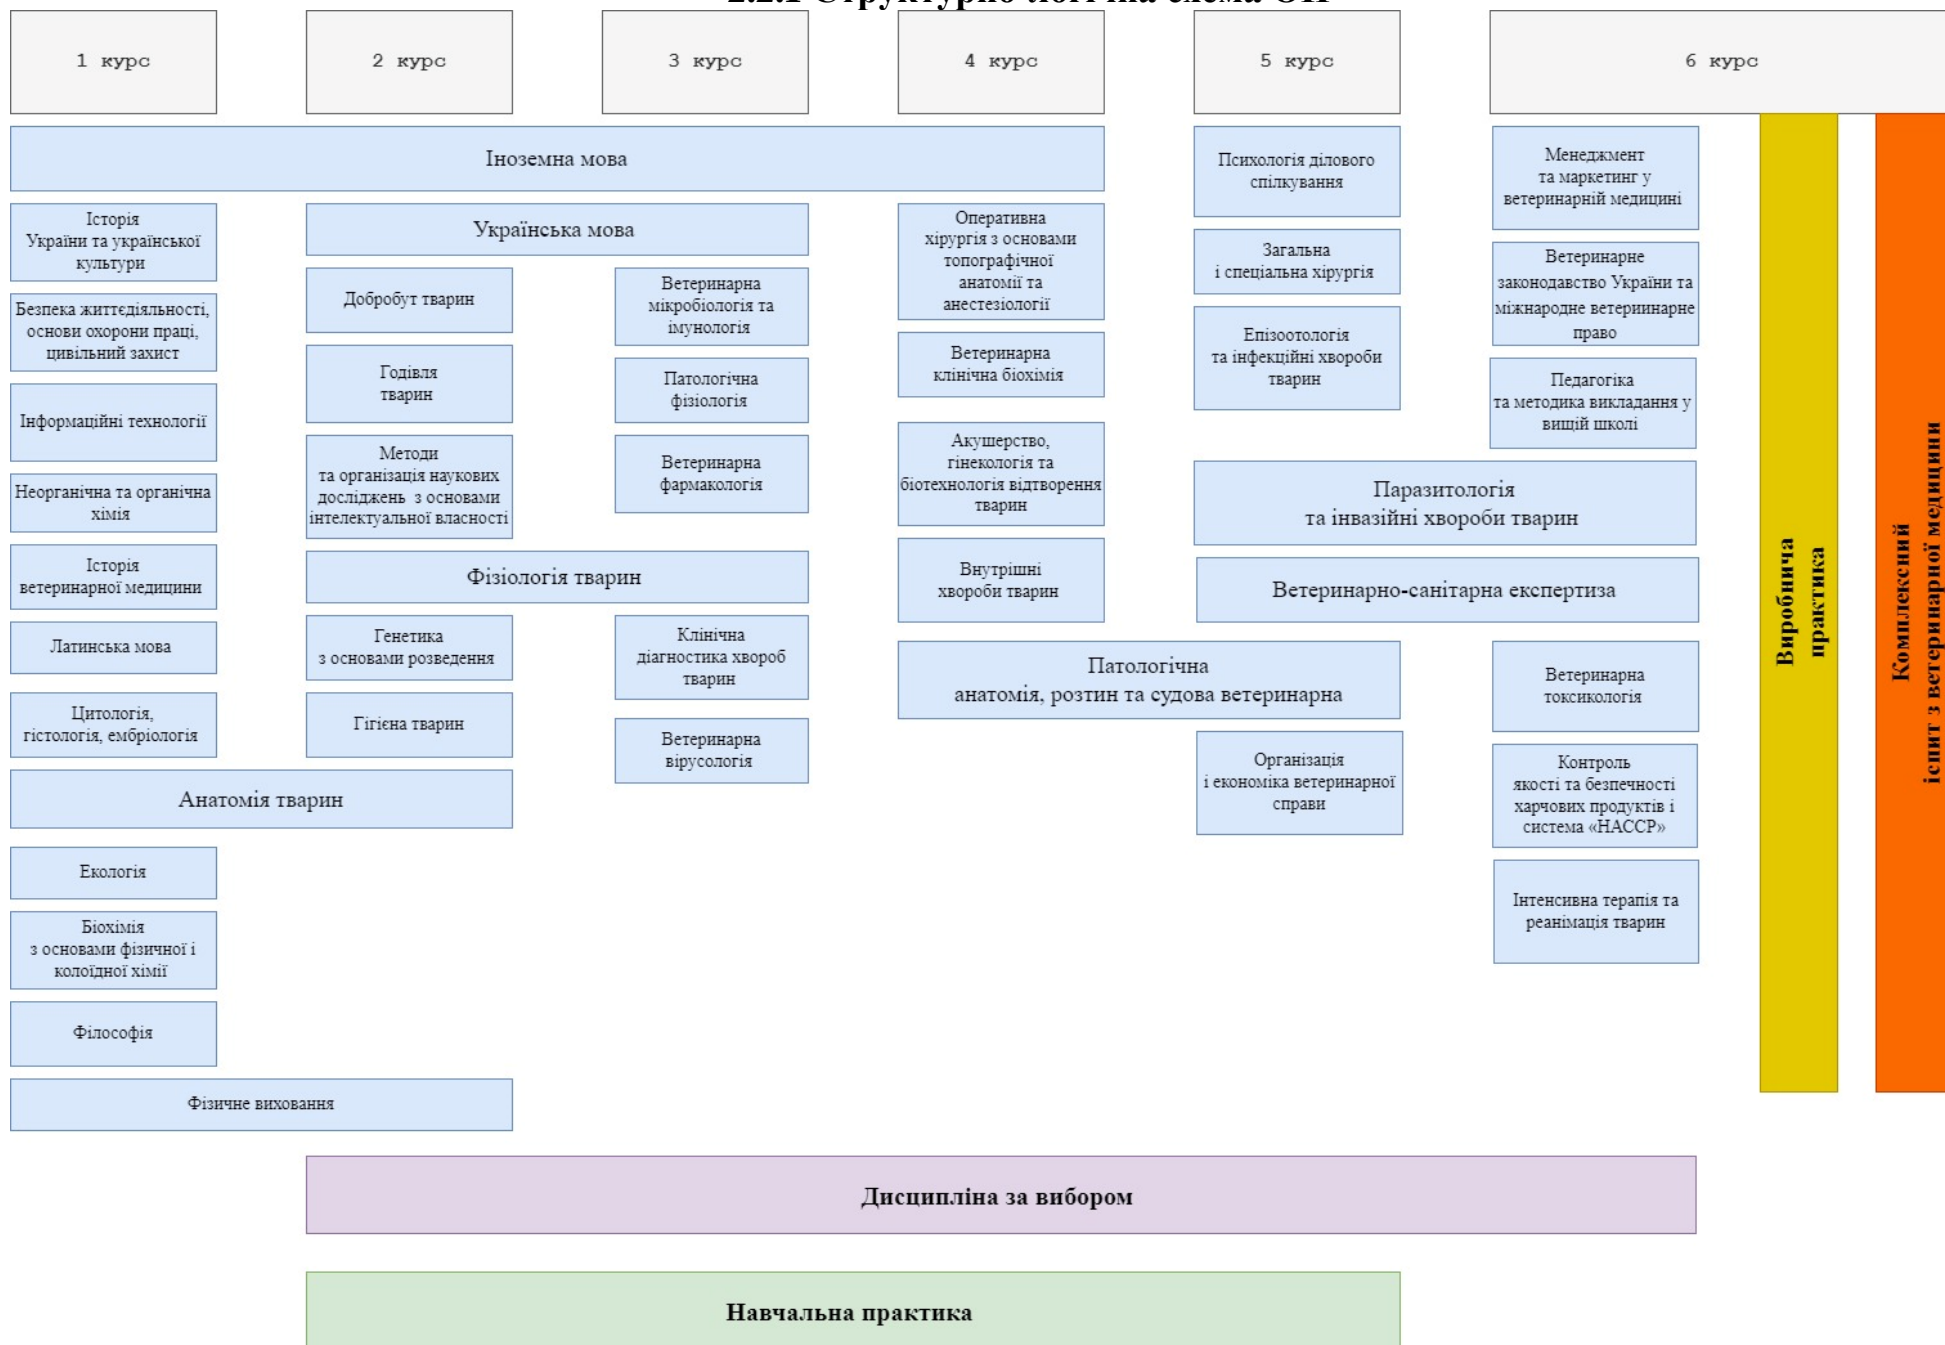 2.2.1 Структурно-логічна схема ОП
1 курс
2 курс
3 курс
4 курс
5 курс
6 курс
Іноземна мова
Історія
України та української
культури
Безпека життєдіяльності,
основи охорони праці,
цивільний захист
Інформаційні технології
Неорганічна та органічна
хімія
Історія
ветеринарної медицини
Латинська мова
Цитологія,
гістологія, ембріологія
Анатомія тварин
Екологія
Біохімія
з основами фізичної і
колоїдної хімії
Філософія
Фізичне виховання
Українська мова
Добробут тварин
Годівля
тварин
Методи
та організація наукових
досліджень з основами
інтелектуальної власності
Фізіологія тварин
Генетика
з основами розведення
Гігієна тварин
Ветеринарна
мікробіологія та
імунологія
Патологічна
фізіологія
Ветеринарна
фармакологія
Клінічна
діагностика хвороб
тварин
Ветеринарна
вірусологія
Оперативна
хірургія з основами
топографічної
анатомії та
анестезіології
Ветеринарна
клінічна біохімія
Акушерство,
гінекологія та
біотехнологія відтворення
тварин
Внутрішні
хвороби тварин
Патологічна
анатомія, розтин та судова ветеринарна
Психологія ділового
спілкування
Загальна
і спеціальна хірургія
Епізоотологія
та інфекційні хвороби
тварин
Паразитологія
та інвазійні хвороби тварин
Ветеринарно-санітарна експертиза
Організація
і економіка ветеринарної
справи
Менеджмент
та маркетинг у
ветеринарній медицині
Ветеринарне
законодавство України та
міжнародне ветериинарне
право
Педагогіка
та методика викладання у
вищій школі
Ветеринарна
токсикологія
Контроль
якості та безпечності
харчових продуктів і
система «НАССР»
Інтенсивна терапія та
реанімація тварин
Виробнича
практика
Комплексний
іспит з ветеринарної медицини
Дисципліна за вибором
Навчальна практика